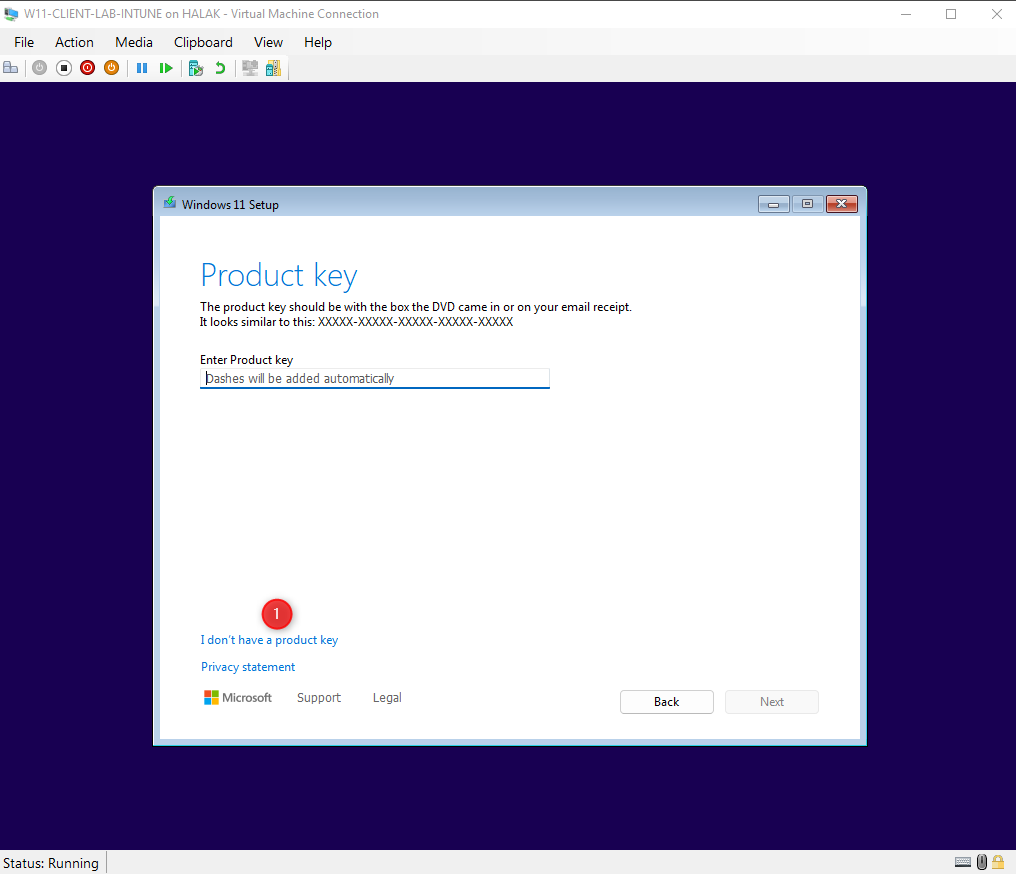 W11-CLIENT-LAB-INTUNE on HALAK - Virtual Machine Connection
File Action Media Clipboard View Help
Windows 11 Setup
Product key
The product key should be with the box the DVD came in or on your email receipt.
It looks similar to this: XXXXX-XXXXX-XXXXX-XXXXX-XXXXX
Enter Product key
Dashes will be added automatically
1
I don't have a product key
Privacy statement
Microsoft Support Legal
Back Next
Status: Running